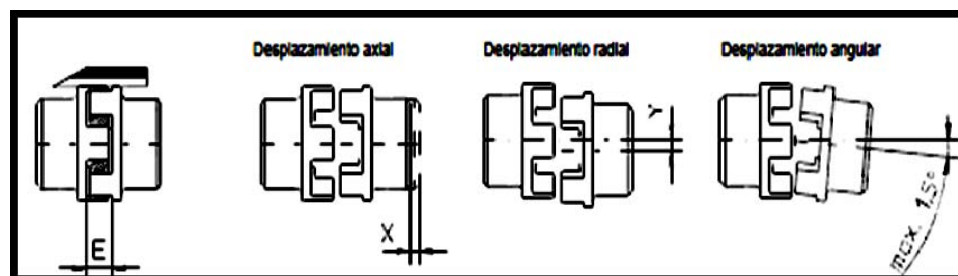 Desplazamiento axial
Desplazamiento radial
Desplazamiento angular
E
X
Y
max. 1,5°